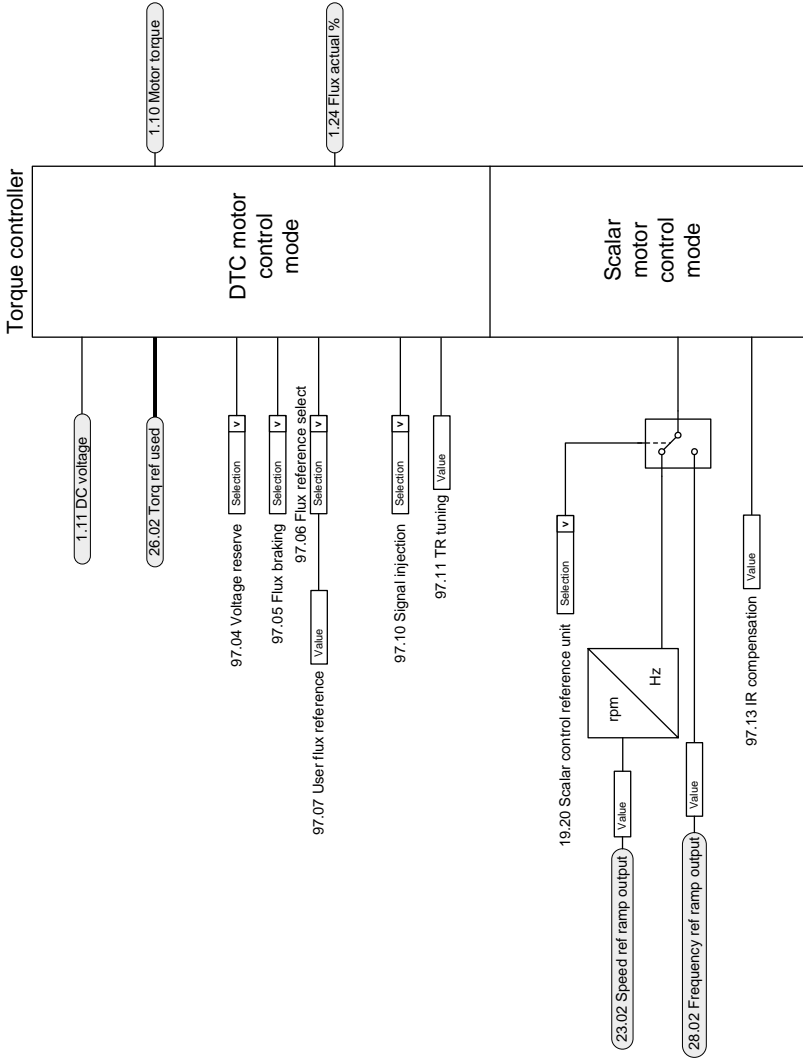 Torque controller
1.11 DC voltage
26.02 Torq ref used
97.04 Voltage reserve
Selection
v
97.05 Flux braking
Selection
v
97.06 Flux reference select
97.07 User flux reference
Value
Selection
v
97.10 Signal injection
Selection
v
97.11 TR tuning
Value
DTC motor
control
mode
1.10 Motor torque
1.24 Flux actual %
19.20 Scalar control reference unit
Selection
v
23.02 Speed ref ramp output
Value
rpm
Hz
28.02 Frequency ref ramp output
Value
97.13 IR compensation
Value
Scalar
motor
control
mode